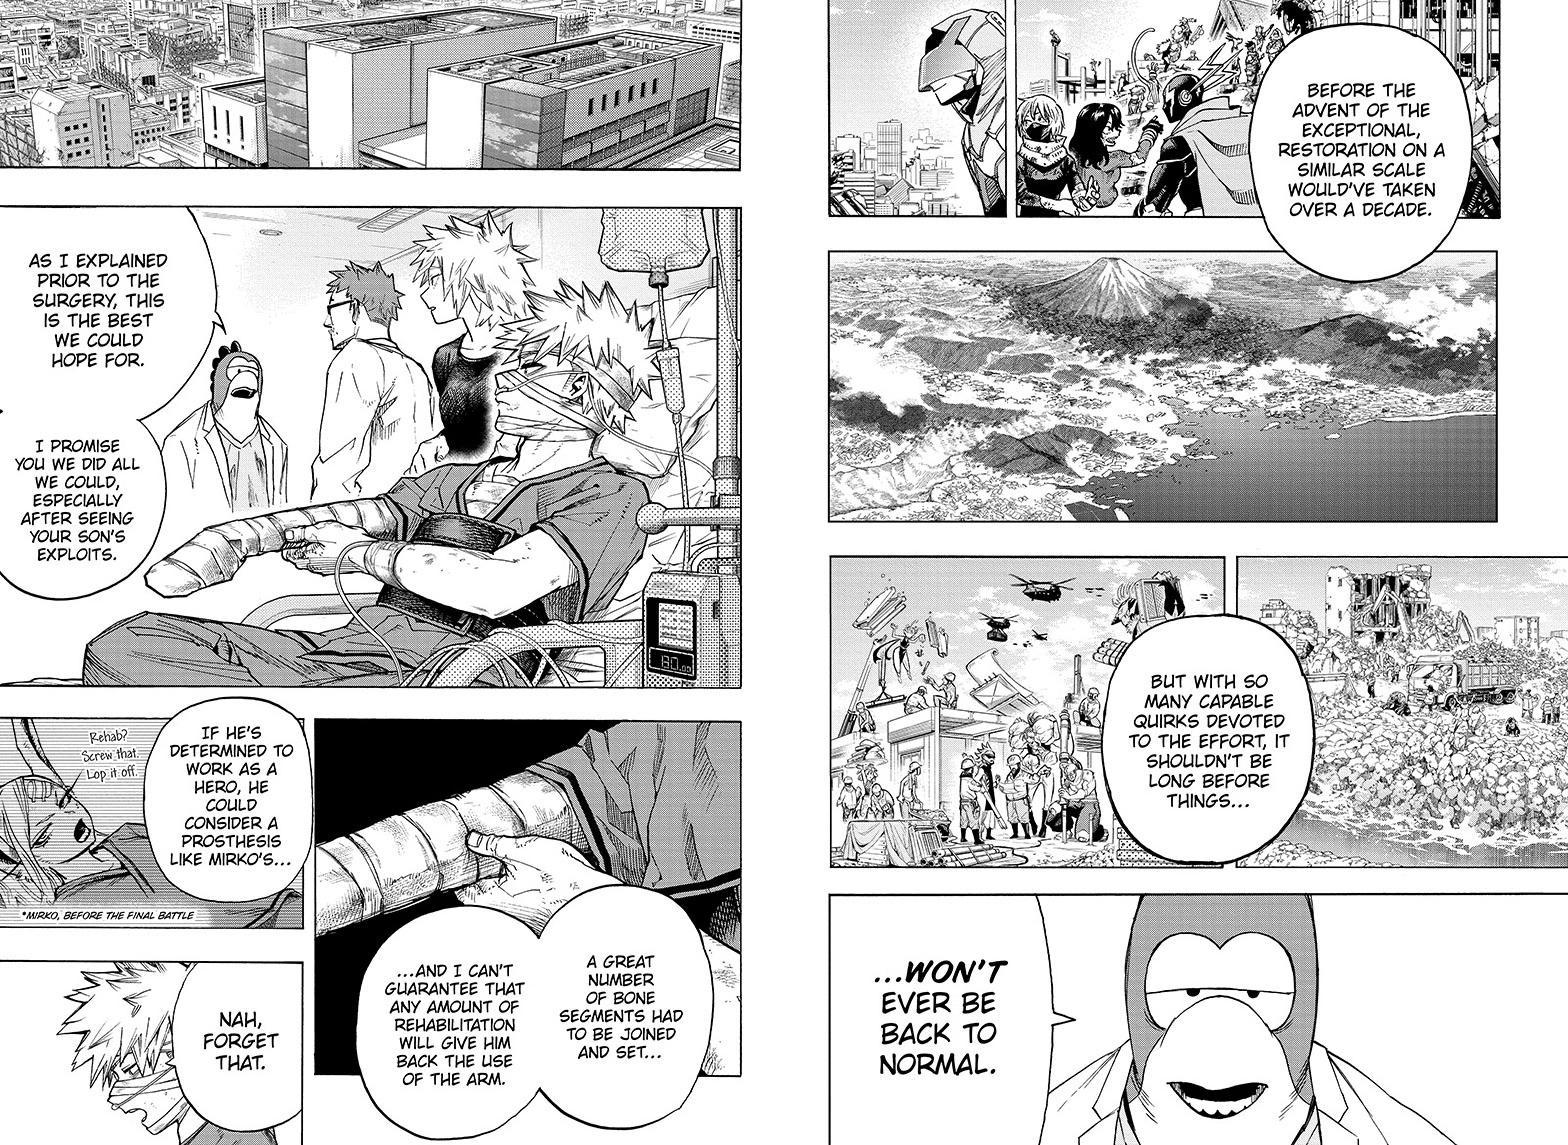 BEFORE THE
ADVENT OF THE
EXCEPTIONAL,
RESTORATION ON A
SIMILAR SCALE
WOULD'VE TAKEN
OVER A DECADE.
BUT WITH SO
MANY CAPABLE
QUIRKS DEVOTED
TO THE EFFORT, IT
SHOULDN'T BE
LONG BEFORE
THINGS...
...WON'T
EVER BE
BACK TO
NORMAL.
AS I EXPLAINED
PRIOR TO THE
SURGERY, THIS
IS THE BEST
WE COULD
HOPE FOR.
I PROMISE
YOU WE DID ALL
WE COULD,
ESPECIALLY
AFTER SEEING
YOUR SON'S
EXPLOITS.
80
A GREAT
NUMBER
OF BONE
SEGMENTS HAD
TO BE JOINED
AND SET...
...AND I CAN'T
GUARANTEE THAT
ANY AMOUNT OF
REHABILITATION
WILL GIVE HIM
BACK THE USE
OF THE ARM.
IF HE'S
DETERMINED TO
WORK AS A
HERO, HE
COULD
CONSIDER A
PROSTHESIS
LIKE MIRKO'S...
Rehab?
Screw that.
Lop it off.
*MIRKO, BEFORE THE FINAL BATTLE
NAH,
FORGET
THAT.